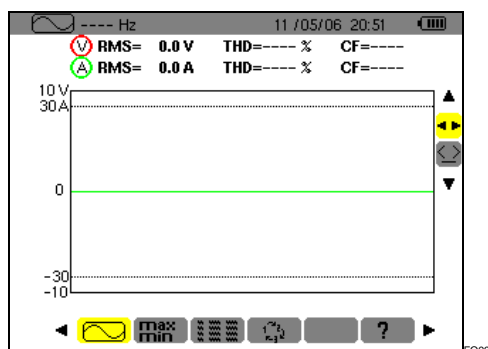 ---- Hz 11 /05/06 20:51
V RMS= 0.0 V THD=---- % CF=----
A RMS= 0.0 A THD=---- % CF=----
10 V
30 A
0
-30
-10
max
min
?